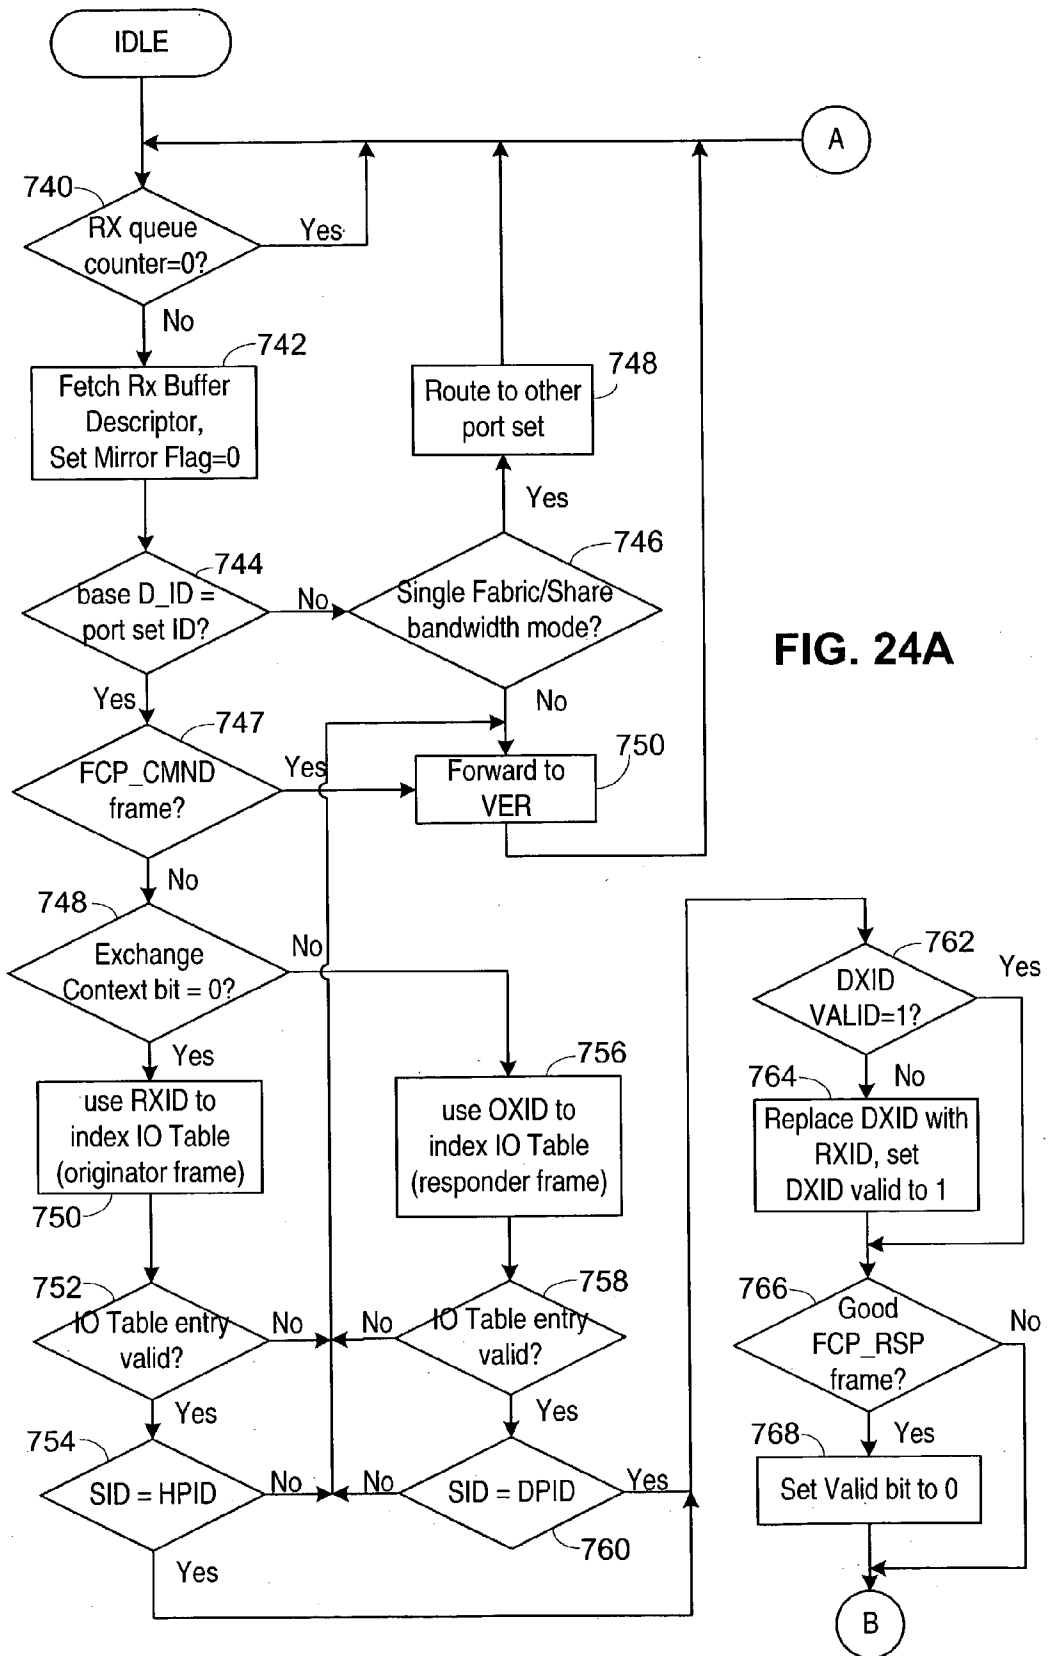 IDLE
A
740
RX queue
counter=0?
Yes
No
742
Fetch Rx Buffer
Descriptor,
Set Mirror Flag=0
748
Route to other
port set
Yes
744
base D_ID =
port set ID?
No
746
Single Fabric/Share
bandwidth mode?
FIG. 24A
Yes
No
747
FCP_CMND
frame?
Yes
750
Forward to
VER
No
748
Exchange
Context bit = 0?
No
Yes
750
use RXID to
index IO Table
(originator frame)
756
use OXID to
index IO Table
(responder frame)
752
IO Table entry
valid?
No
758
IO Table entry
valid?
No
Yes
Yes
754
SID = HPID
No
Yes
SID = DPID
No
Yes
760
762
DXID
VALID=1?
Yes
No
764
Replace DXID with
RXID, set
DXID valid to 1
766
Good
FCP_RSP
frame?
No
Yes
768
Set Valid bit to 0
B